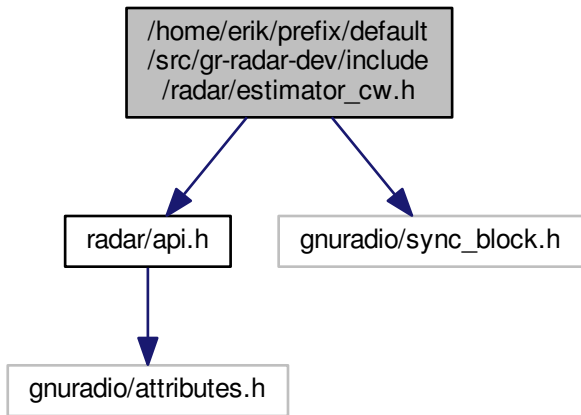 /home/erik/prefix/default
/src/gr-radar-dev/include
/radar/estimator_cw.h
radar/api.h
gnuradio/sync_block.h
gnuradio/attributes.h